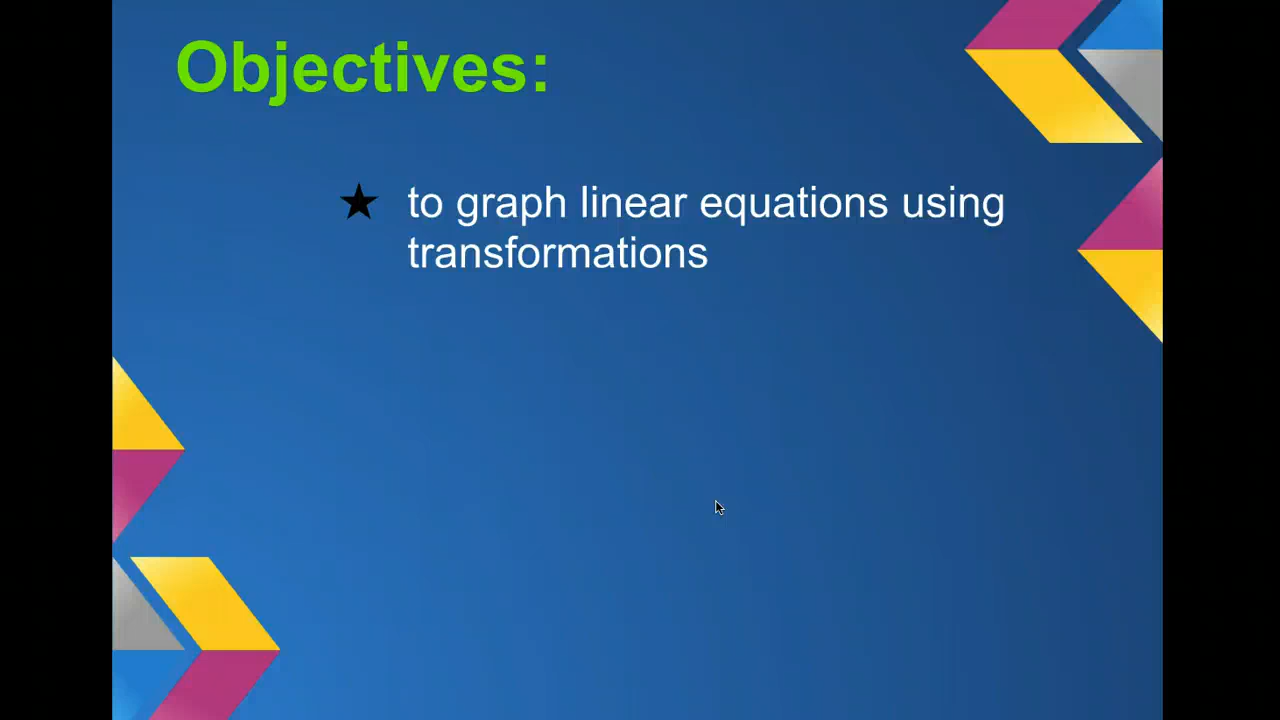 Objectives:
★ to graph linear equations using
transformations